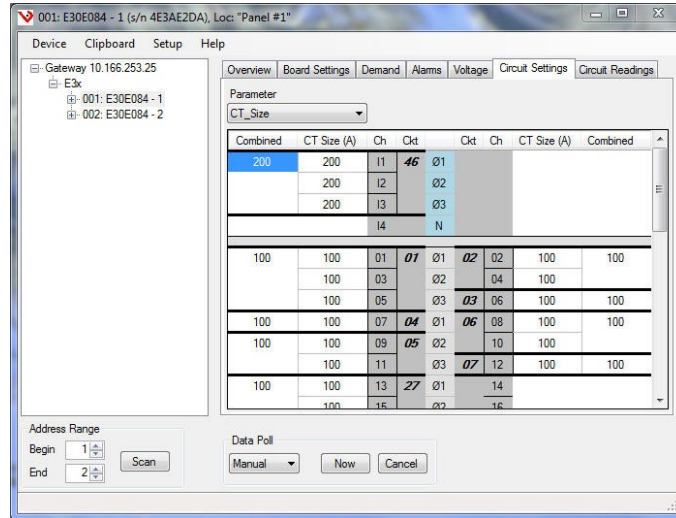 001: E30E084 - 1 (s/n 4E3AE2DA), Loc: "Panel #1"
Device Clipboard Setup Help
Gateway 10.166.253.25
E3x
001: E30E084 - 1
002: E30E084 - 2
Overview Board Settings Demand Alarms Voltage Circuit Settings Circuit Readings
Parameter
CT_Size
Combined CT Size (A) Ch Ckt Ckt Ch CT Size (A) Combined
200 200 I1 46 Ø1
200 I2 Ø2
200 I3 Ø3
I4 N
100 100 01 01 Ø1 02 02 100 100
100 03 Ø2 04 100
100 05 Ø3 03 06 100 100
100 100 07 04 Ø1 06 08 100 100
100 100 09 05 Ø2 10 100
100 11 Ø3 07 12 100 100
100 100 13 27 Ø1 14
100 15 Ø2 16
Address Range
Begin 1
End 2
Scan
Data Poll
Manual Now Cancel